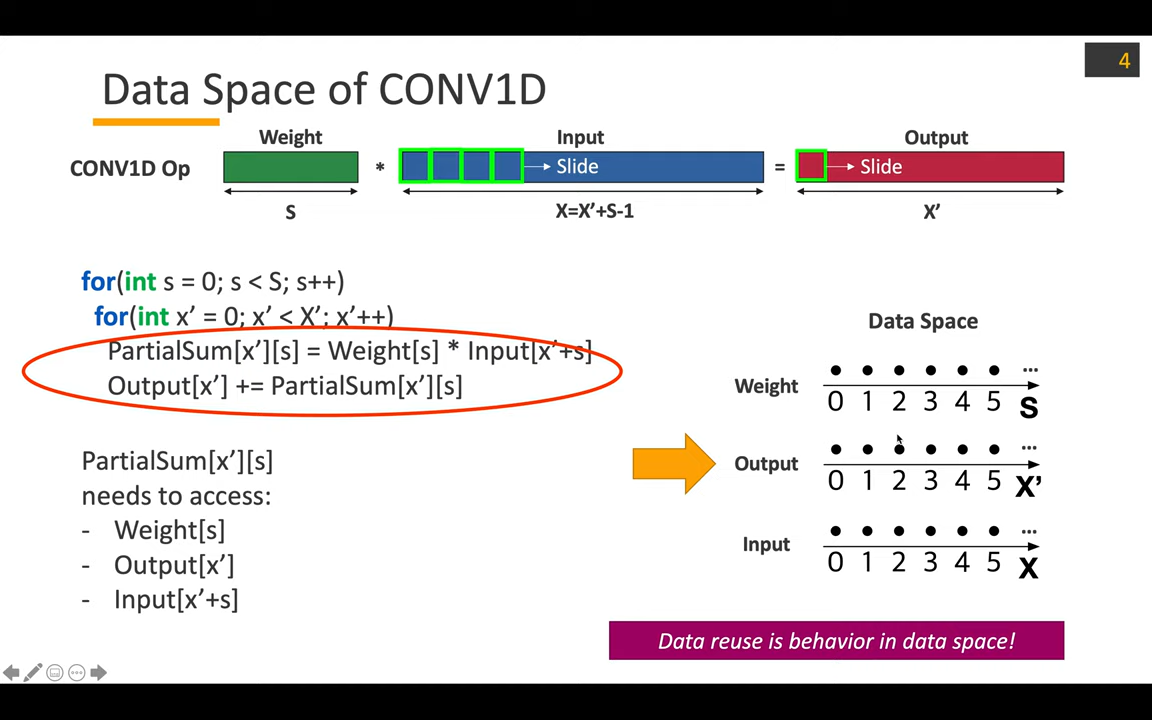 4
Data Space of CONV1D
Weight
Input
Output
CONV1D Op
*
Slide
=
Slide
S
X=X’+S-1
X’
for(int s = 0; s < S; s++)
for(int x’ = 0; x’ < X’; x’++)
PartialSum[x’][s] = Weight[s] * Input[x’+s]
Output[x’] += PartialSum[x’][s]
PartialSum[x’][s]
needs to access:
- Weight[s]
- Output[x’]
- Input[x’+s]
Data Space
Weight
...
0 1 2 3 4 5 S
Output
...
0 1 2 3 4 5 X’
Input
...
0 1 2 3 4 5 X
Data reuse is behavior in data space!